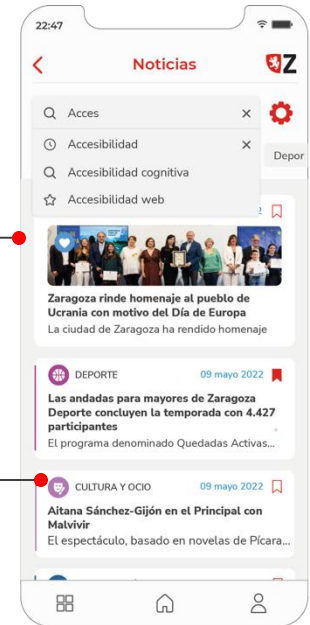 22:47
Noticias
Z
Acces
Accesibilidad
Accesibilidad cognitiva
Accesibilidad web
Depor
2
Zaragoza rinde homenaje al pueblo de
Ucrania con motivo del Día de Europa
La ciudad de Zaragoza ha rendido homenaje
DEPORTE 09 mayo 2022
Las andadas para mayores de Zaragoza
Deporte concluyen la temporada con 4.427
participantes
El programa denominado Quedadas Activas...
CULTURA Y OCIO 09 mayo 2022
Aitana Sánchez-Gijón en el Principal con
Malvivir
El espectáculo, basado en novelas de Pícara...